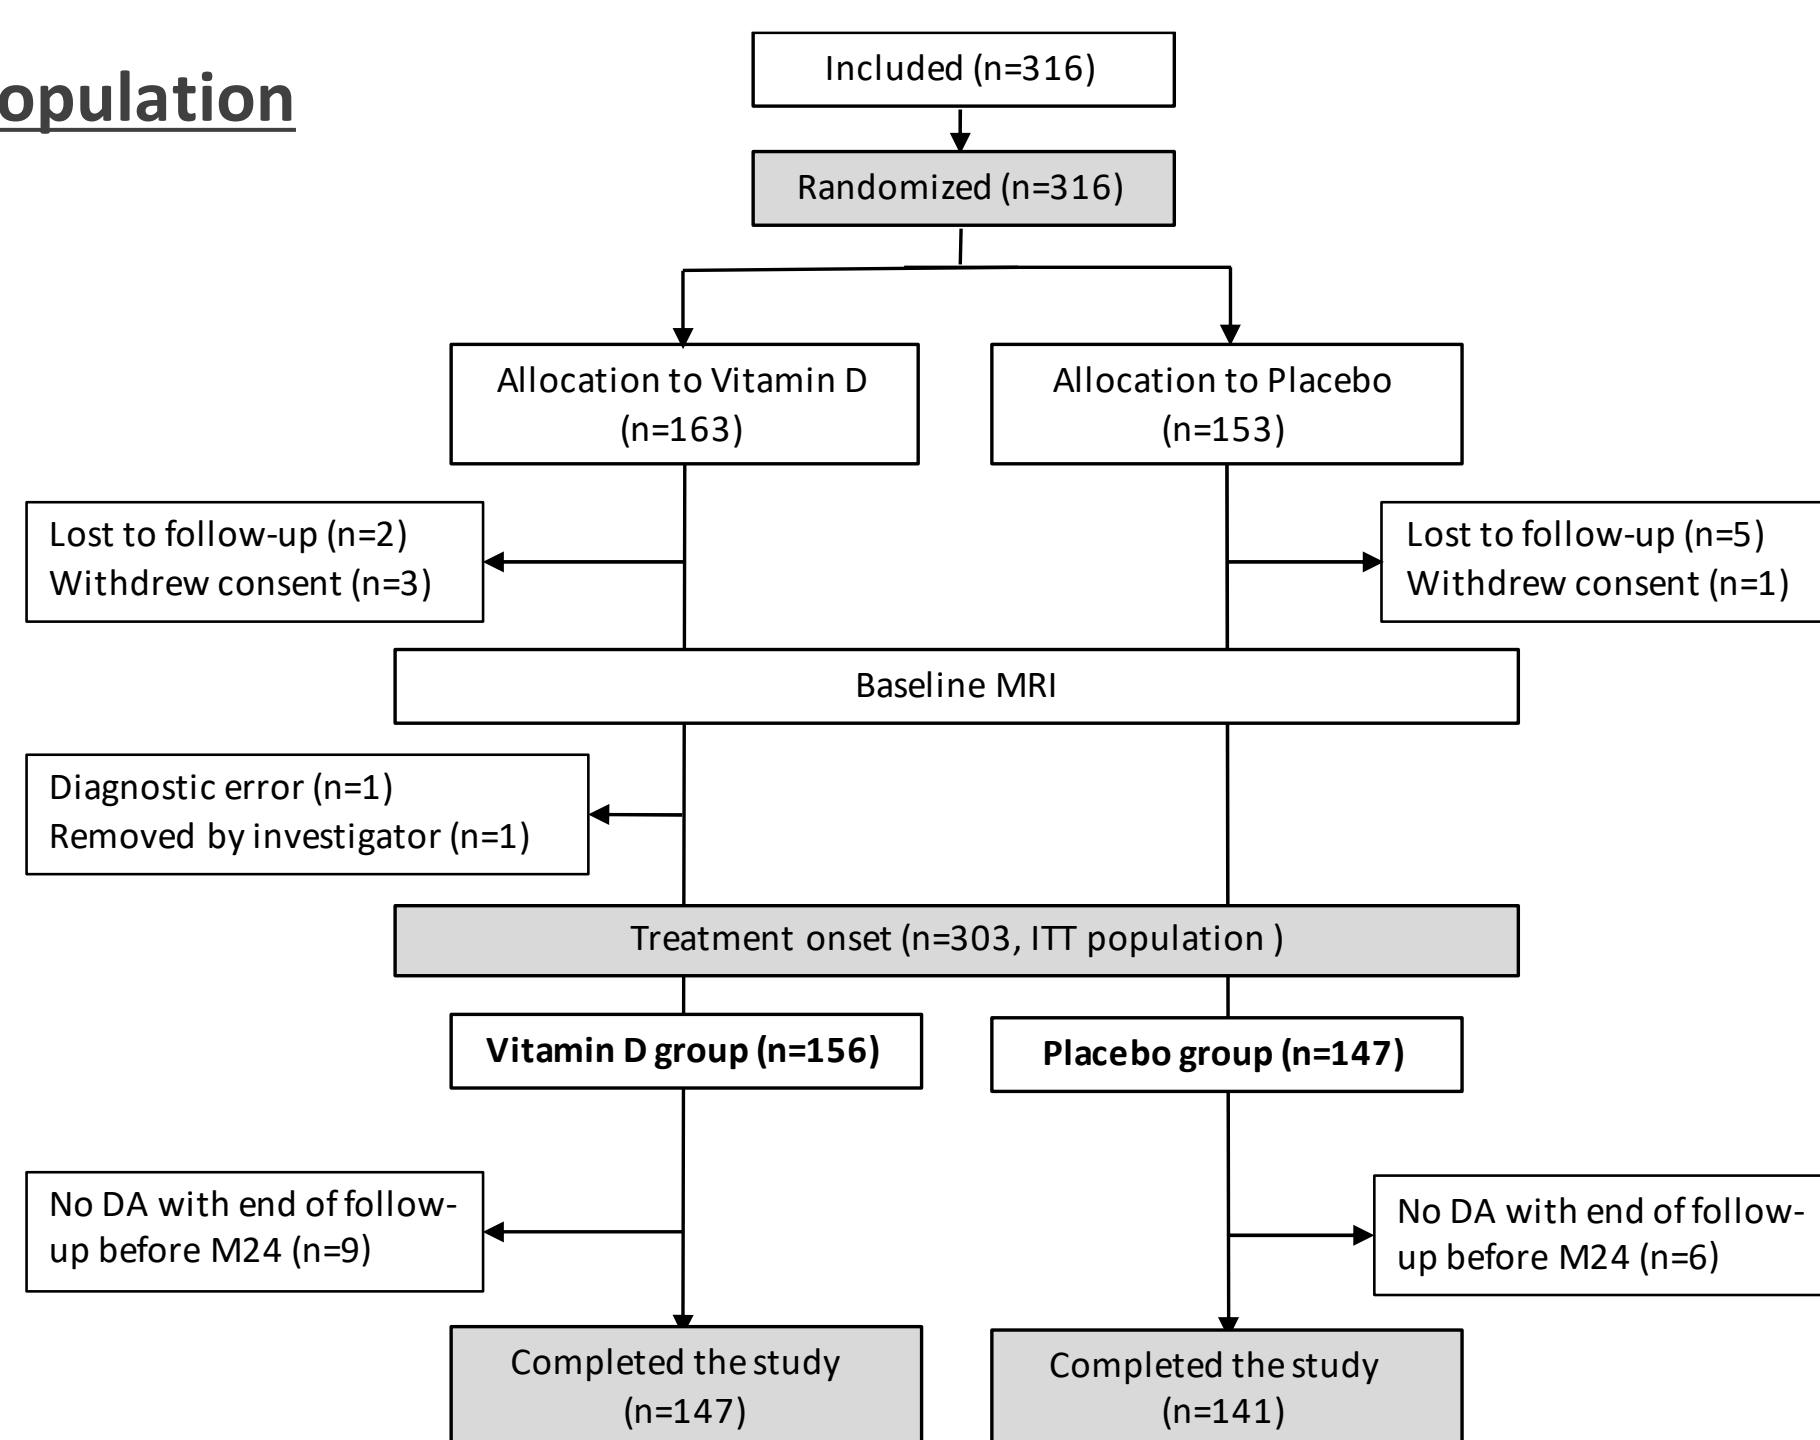 opulation
Included (n=316)
Randomized (n=316)
Allocation to Vitamin D
(n=163)
Allocation to Placebo
(n=153)
Lost to follow-up (n=2)
Withdrew consent (n=3)
Lost to follow-up (n=5)
Withdrew consent (n=1)
Baseline MRI
Diagnostic error (n=1)
Removed by investigator (n=1)
Treatment onset (n=303, ITT population )
Vitamin D group (n=156)
Placebo group (n=147)
No DA with end of follow-
up before M24 (n=9)
No DA with end of follow-
up before M24 (n=6)
Completed the study
(n=147)
Completed the study
(n=141)